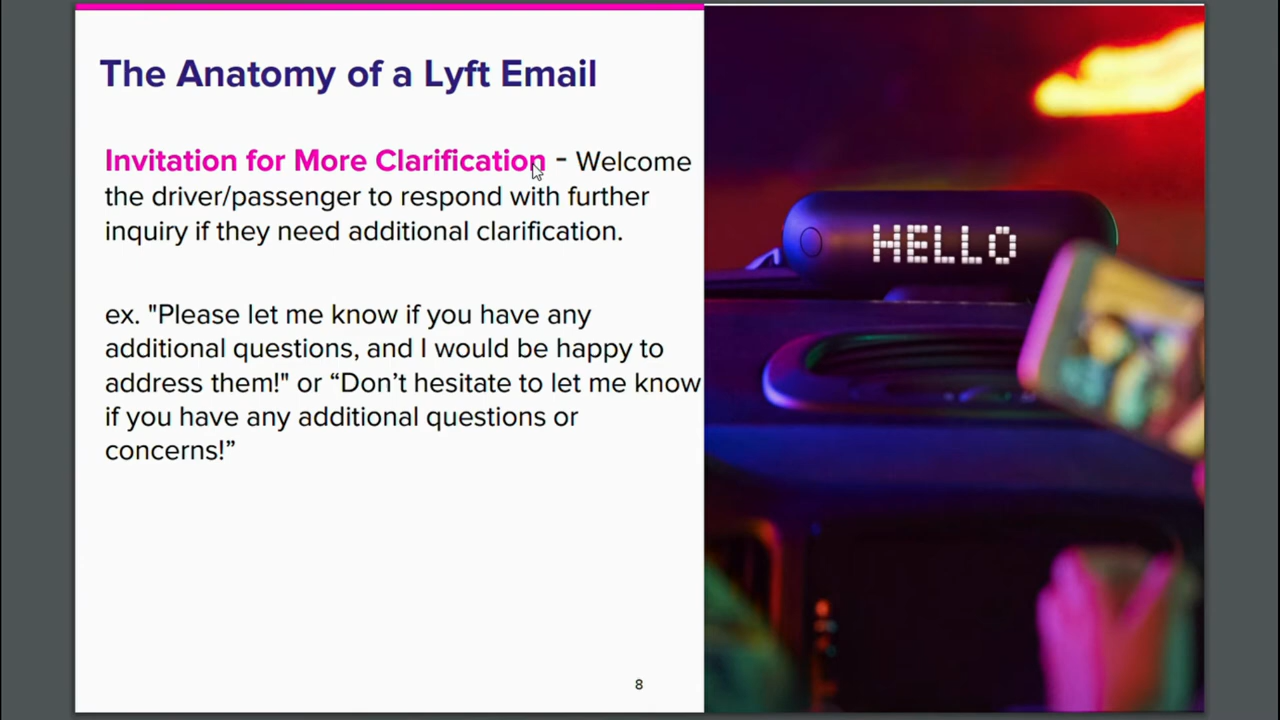 The Anatomy of a Lyft Email
Invitation for More Clarification - Welcome
the driver/passenger to respond with further
inquiry if they need additional clarification.
ex. "Please let me know if you have any
additional questions, and I would be happy to
address them!" or “Don’t hesitate to let me know
if you have any additional questions or
concerns!”
HELLO
8